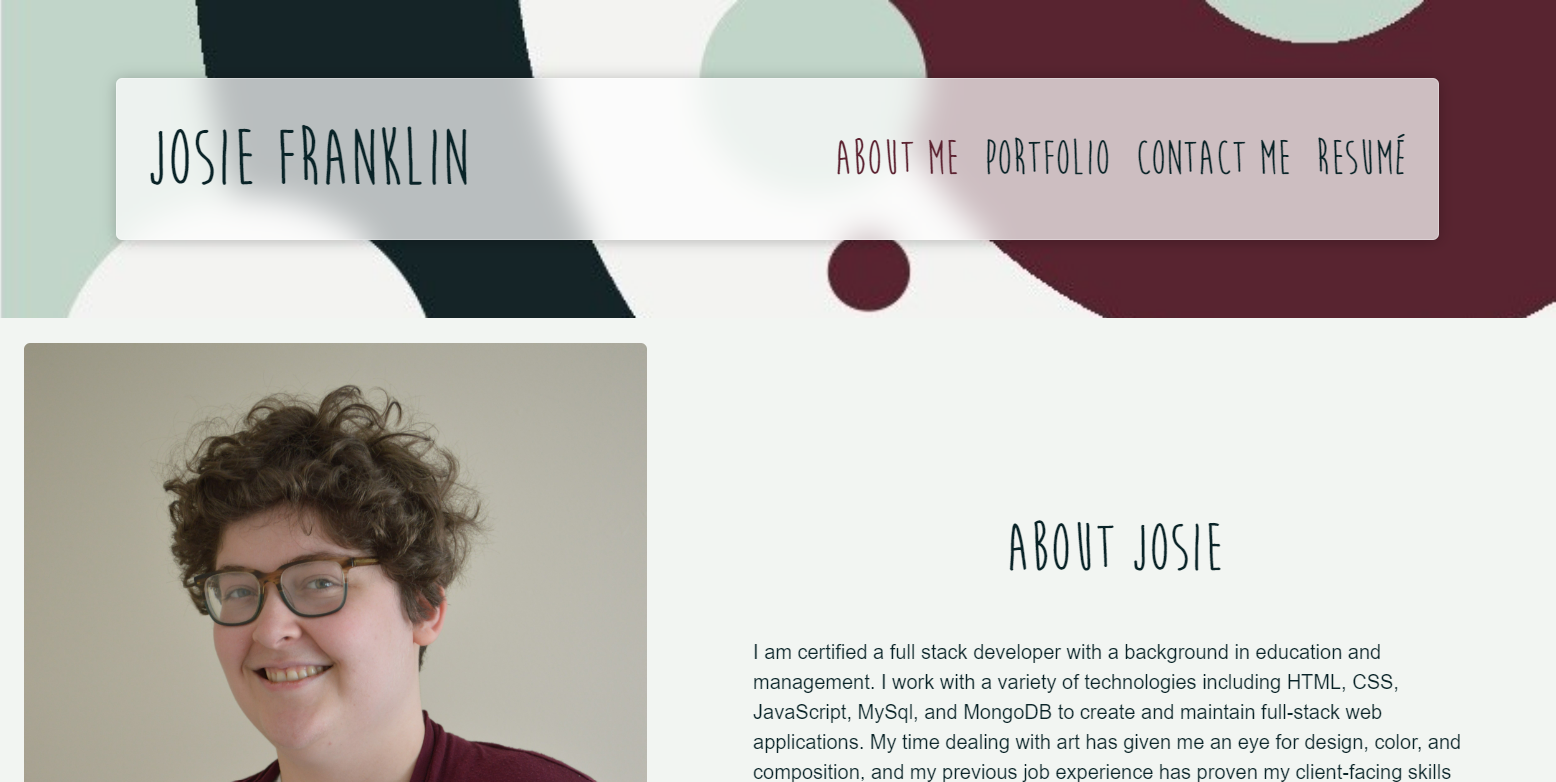 JOSIE FRANKLIN
ABOUT ME PORTFOLIO CONTACT ME RESUMÉ
ABOUT JOSIE
I am certified a full stack developer with a background in education and
management. I work with a variety of technologies including HTML, CSS,
JavaScript, MySql, and MongoDB to create and maintain full-stack web
applications. My time dealing with art has given me an eye for design, color, and
composition, and my previous job experience has proven my client-facing skills